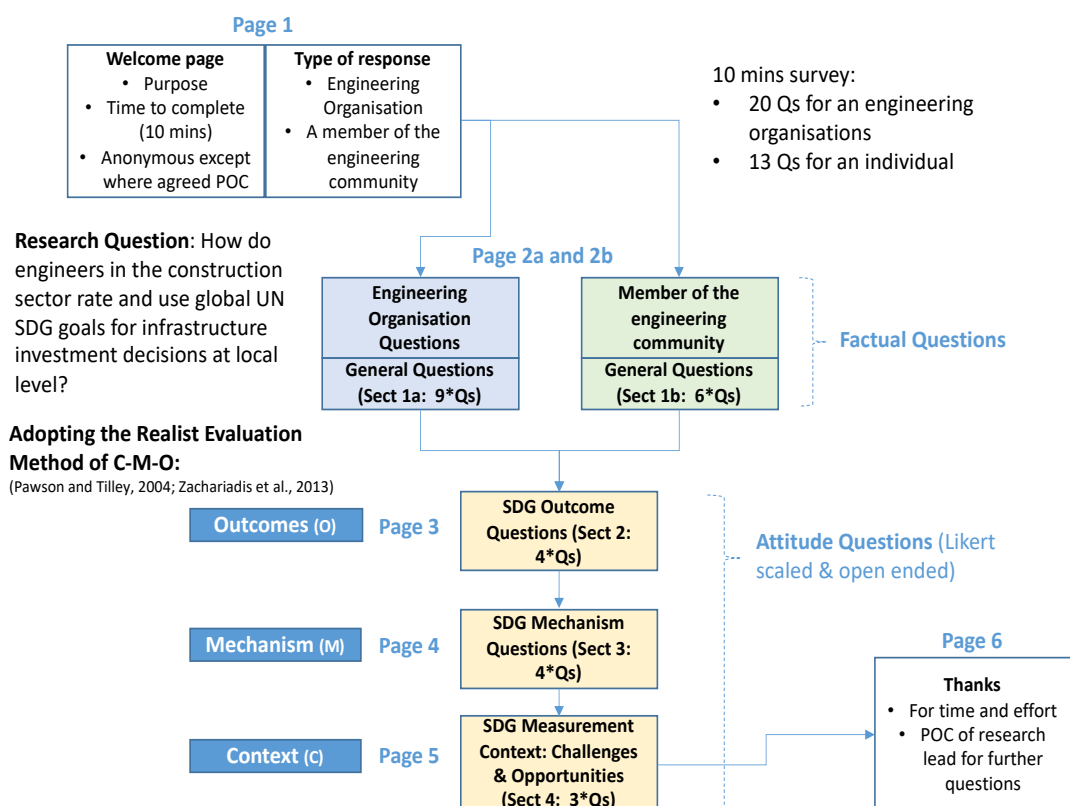 Page 1
Welcome page
• Purpose
• Time to complete
(10 mins)
• Anonymous except
where agreed POC
Type of response
• Engineering
Organisation
• A member of the
engineering
community
10 mins survey:
• 20 Qs for an engineering
organisations
• 13 Qs for an individual
Research Question: How do
engineers in the construction
sector rate and use global UN
SDG goals for infrastructure
investment decisions at local
level?
Page 2a and 2b
Engineering
Organisation
Questions
General Questions
(Sect 1a: 9*Qs)
Member of the
engineering
community
General Questions
(Sect 1b: 6*Qs)
Factual Questions
Adopting the Realist Evaluation
Method of C-M-O:
(Pawson and Tilley, 2004; Zachariadis et al., 2013)
Outcomes (O)
Page 3
SDG Outcome
Questions (Sect 2:
4*Qs)
Attitude Questions (Likert
scaled & open ended)
Mechanism (M)
Page 4
SDG Mechanism
Questions (Sect 3:
4*Qs)
Context (C)
Page 5
SDG Measurement
Context: Challenges
& Opportunities
(Sect 4: 3*Qs)
Page 6
Thanks
• For time and effort
• POC of research
lead for further
questions